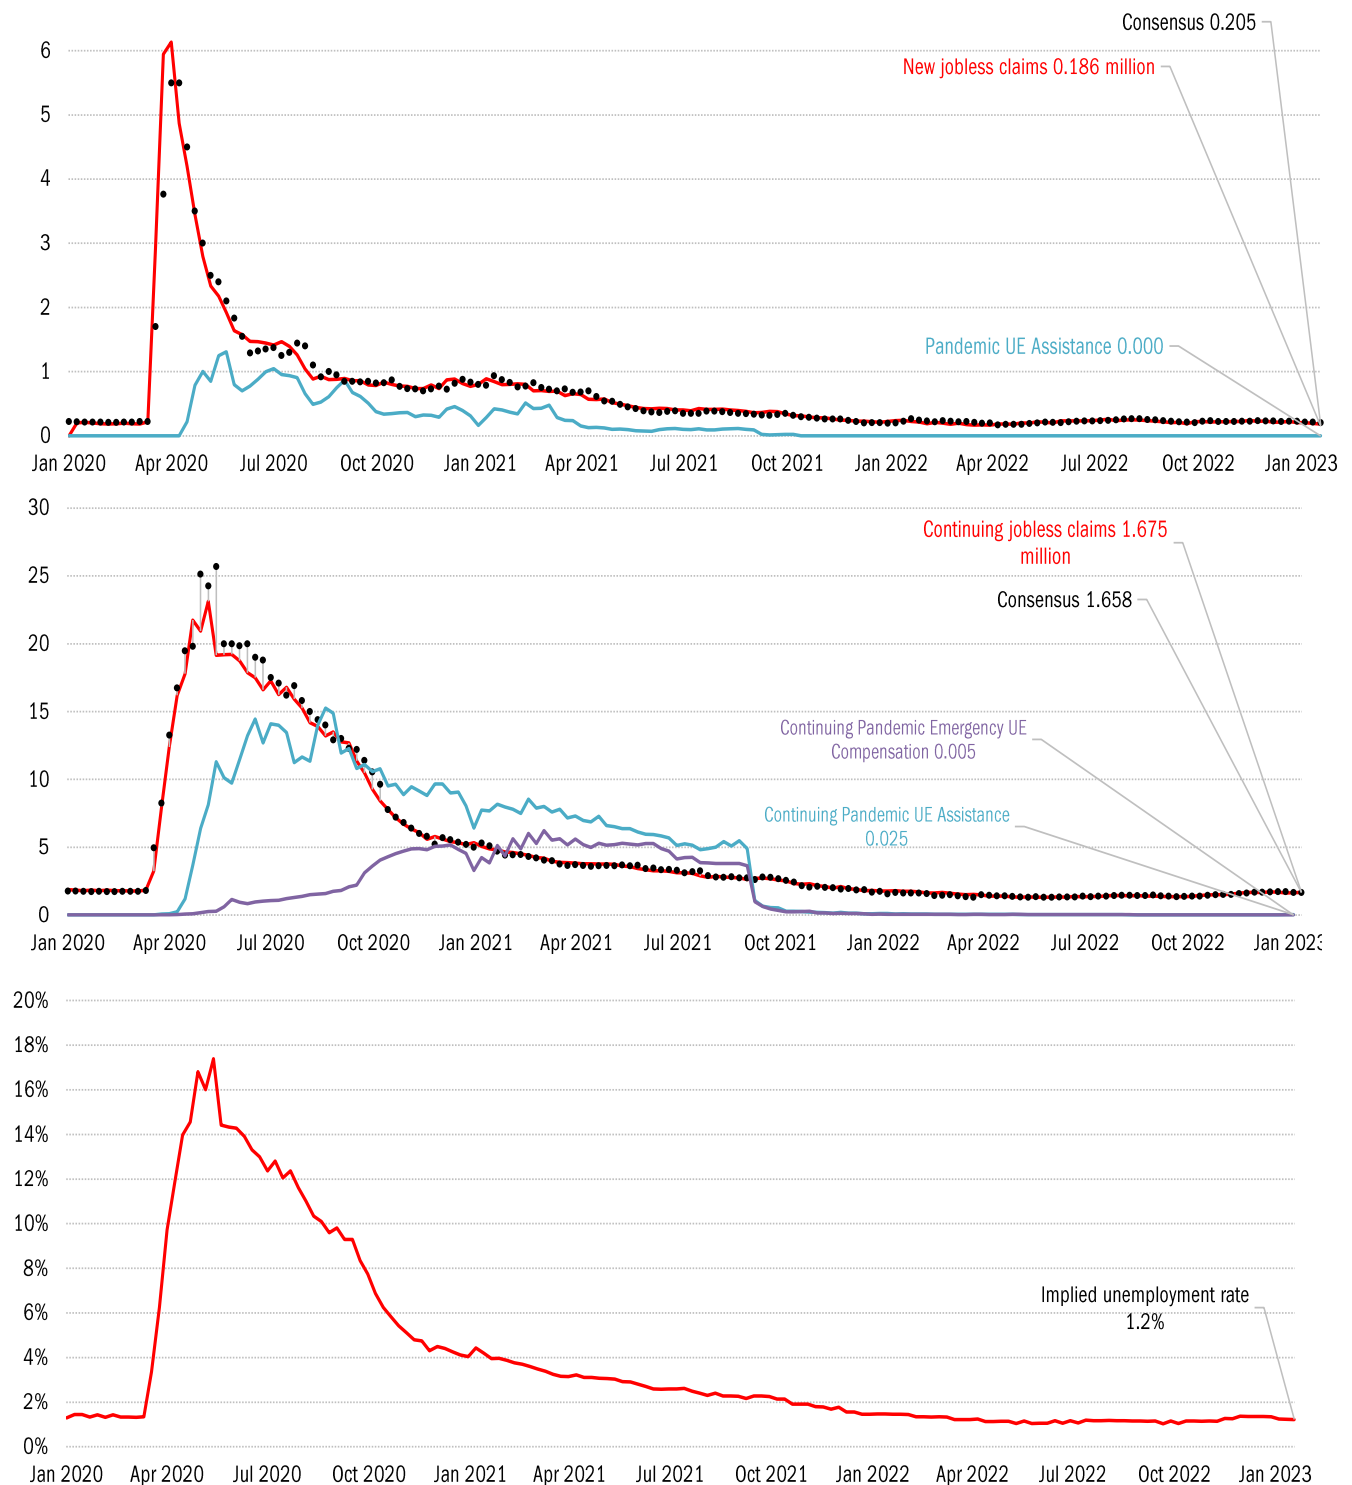 Consensus 0.205
6
New jobless claims 0.186 million
5
4
3
2
Pandemic UE Assistance 0.000
1
0
Jan 2020 Apr 2020 Jul 2020 Oct 2020 Jan 2021 Apr 2021 Jul 2021 Oct 2021 Jan 2022 Apr 2022 Jul 2022 Oct 2022 Jan 2023
30
Continuing jobless claims 1.675
million
25
Consensus 1.658
20
15
Continuing Pandemic Emergency UE
Compensation 0.005
10
Continuing Pandemic UE Assistance
0.025
5
0
Jan 2020 Apr 2020 Jul 2020 Oct 2020 Jan 2021 Apr 2021 Jul 2021 Oct 2021 Jan 2022 Apr 2022 Jul 2022 Oct 2022 Jan 2023
20%
18%
16%
14%
12%
10%
8%
Implied unemployment rate
6%
1.2%
4%
2%
0%
Jan 2020 Apr 2020 Jul 2020 Oct 2020 Jan 2021 Apr 2021 Jul 2021 Oct 2021 Jan 2022 Apr 2022 Jul 2022 Oct 2022 Jan 2023